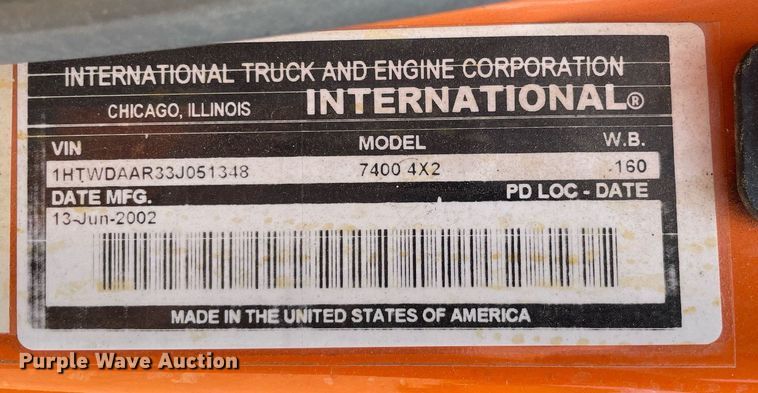 INTERNATIONAL TRUCK AND ENGINE CORPORATION
CHICAGO, ILLINOIS INTERNATIONAL®
VIN MODEL W.B.
1HTWDAAR33J051348 7400 4X2 160
DATE MFG. PD LOC - DATE
13-Jun-2002
MADE IN THE UNITED STATES OF AMERICA
Purple Wave Auction